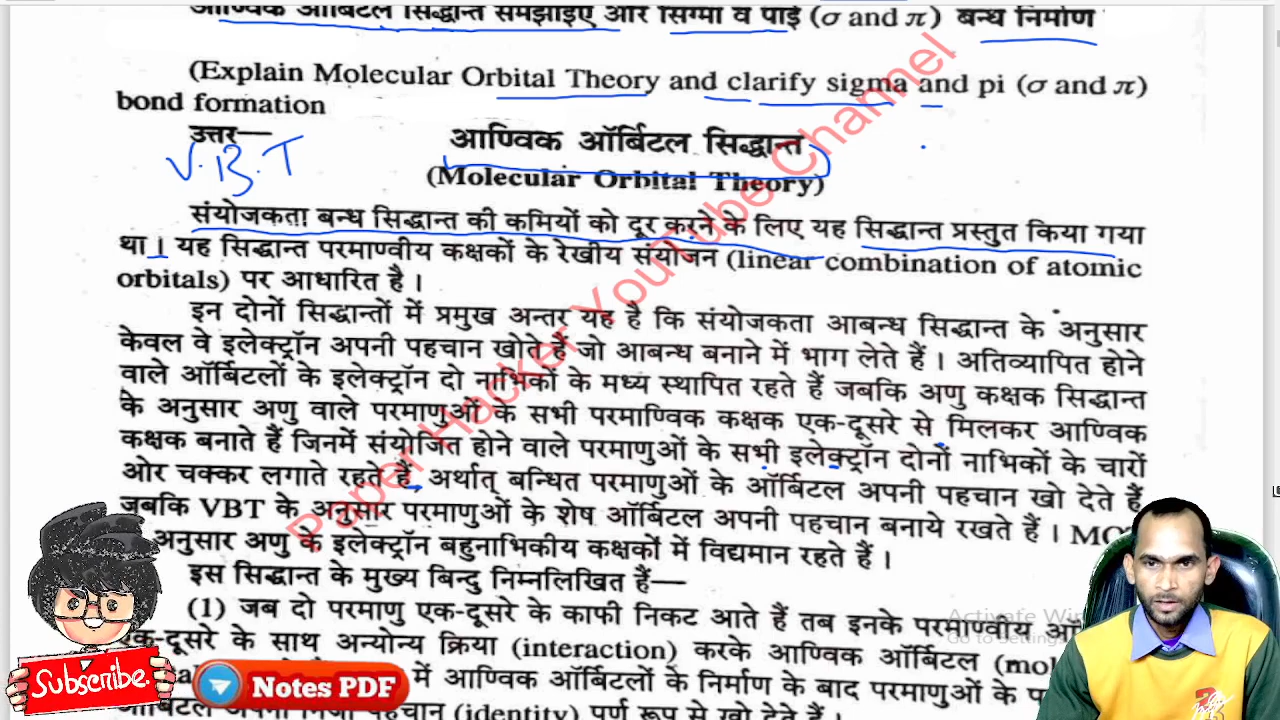 आण्विक ऑर्बिटल सिद्धान्त समझाइए और सिग्मा व पाई (σ and π) बन्ध निर्माण
(Explain Molecular Orbital Theory and clarify sigma and pi (σ and π)
bond formation
उत्तर—
V.B.T
आण्विक ऑर्बिटल सिद्धान्त
(Molecular Orbital Theory)
संयोजकता बन्ध सिद्धान्त की कमियों को दूर करने के लिए यह सिद्धान्त प्रस्तुत किया गया
था। यह सिद्धान्त परमाण्वीय कक्षकों के रेखीय संयोजन (linear combination of atomic
orbitals) पर आधारित है।
इन दोनों सिद्धान्तों में प्रमुख अन्तर यह है कि संयोजकता आबन्ध सिद्धान्त के अनुसार
केवल वे इलेक्ट्रॉन अपनी पहचान खोते हैं जो आबन्ध बनाने में भाग लेते हैं। अतिव्यापित होने
वाले ऑर्बिटलों के इलेक्ट्रॉन दो नाभिकों के मध्य स्थापित रहते हैं जबकि अणु कक्षक सिद्धान्त
के अनुसार अणु वाले परमाणुओं के सभी परमाण्विक कक्षक एक-दूसरे से मिलकर आण्विक
कक्षक बनाते हैं जिनमें संयोजित होने वाले परमाणुओं के सभी इलेक्ट्रॉन दोनों नाभिकों के चारों
ओर चक्कर लगाते रहते हैं, अर्थात् बन्धित परमाणुओं के ऑर्बिटल अपनी पहचान खो देते हैं
जबकि VBT के अनुसार परमाणुओं के शेष ऑर्बिटल अपनी पहचान बनाये रखते हैं।
अनुसार अणु के इलेक्ट्रॉन बहुनाभिकीय कक्षकों में विद्यमान रहते हैं।
इस सिद्धान्त के मुख्य बिन्दु निम्नलिखित हैं—
(1) जब दो परमाणु एक-दूसरे के काफी निकट आते हैं तब इनके परमाण्वीय
एक-दूसरे के साथ अन्योन्य क्रिया (interaction) करके आण्विक ऑर्बिटल
में आण्विक ऑर्बिटलों के निर्माण के बाद परमाणुओं के
पहचान (identity) पूर्ण रूप से खो देते हैं।
Paper Hacker YouTube Channel
Subscribe.
Notes PDF